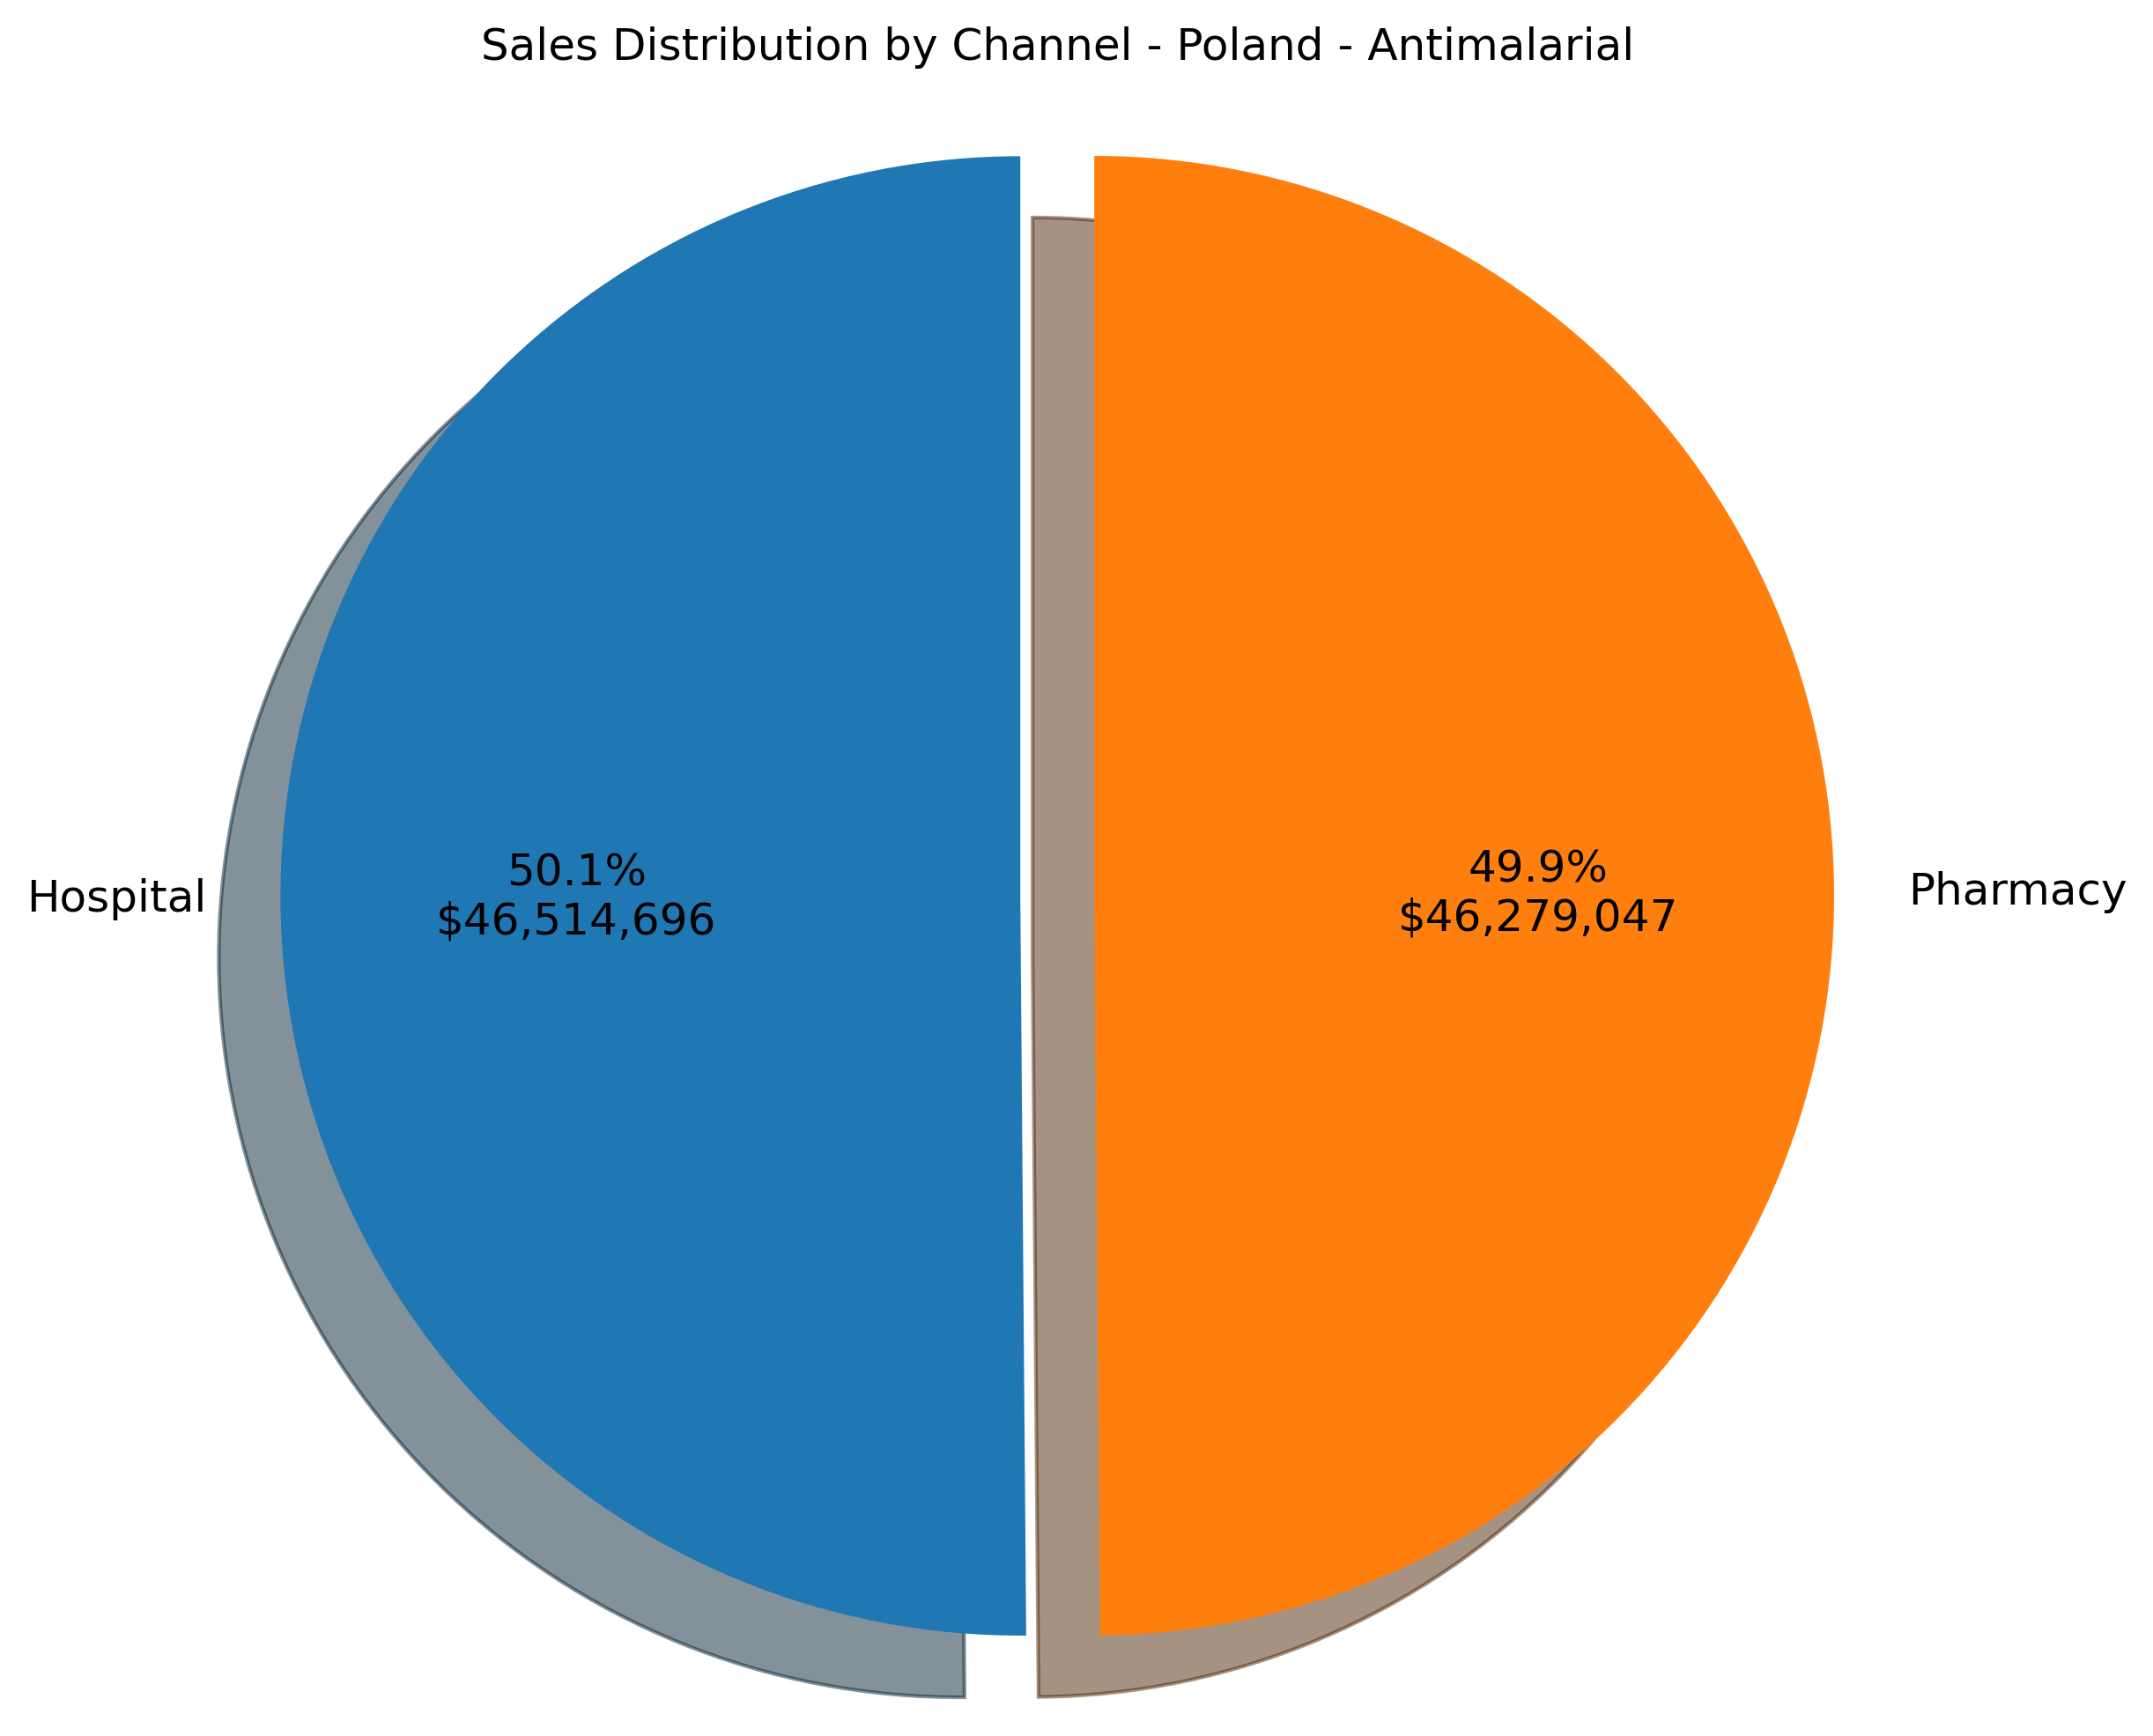 Sales Distribution by Channel - Poland - Antimalarial
Hospital
50.1%
$46,514,696
49.9%
$46,279,047
Pharmacy